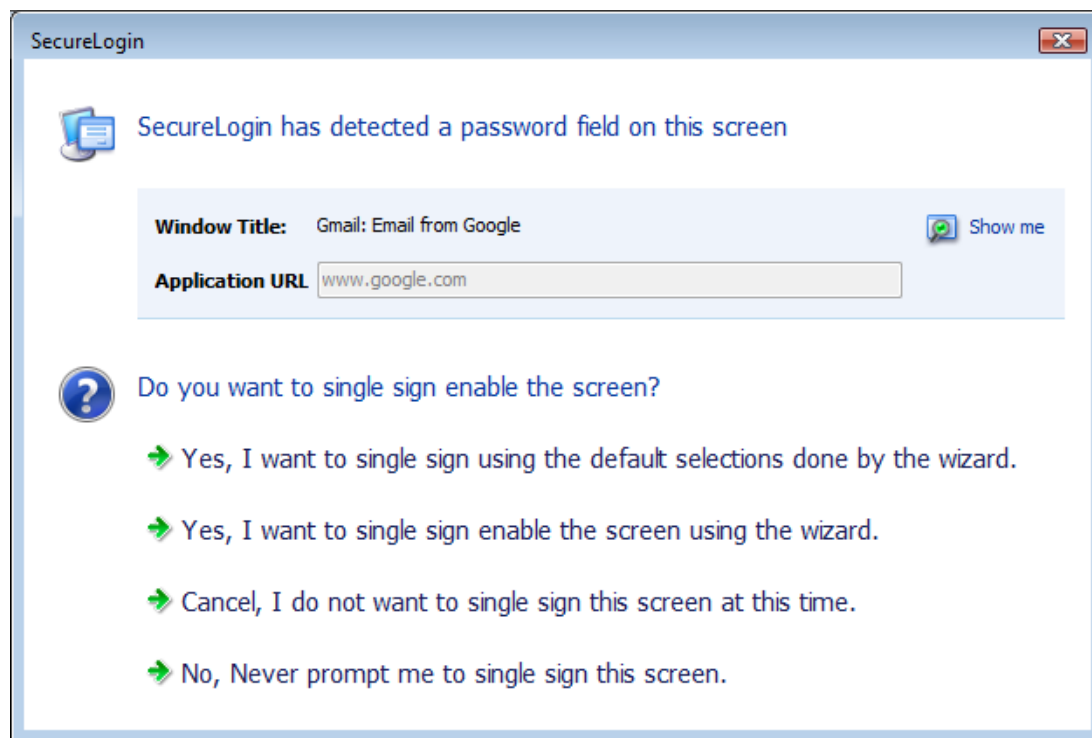 SecureLogin
SecureLogin has detected a password field on this screen
Window Title: Gmail: Email from Google Show me
Application URL www.google.com
Do you want to single sign enable the screen?
Yes, I want to single sign using the default selections done by the wizard.
Yes, I want to single sign enable the screen using the wizard.
Cancel, I do not want to single sign this screen at this time.
No, Never prompt me to single sign this screen.